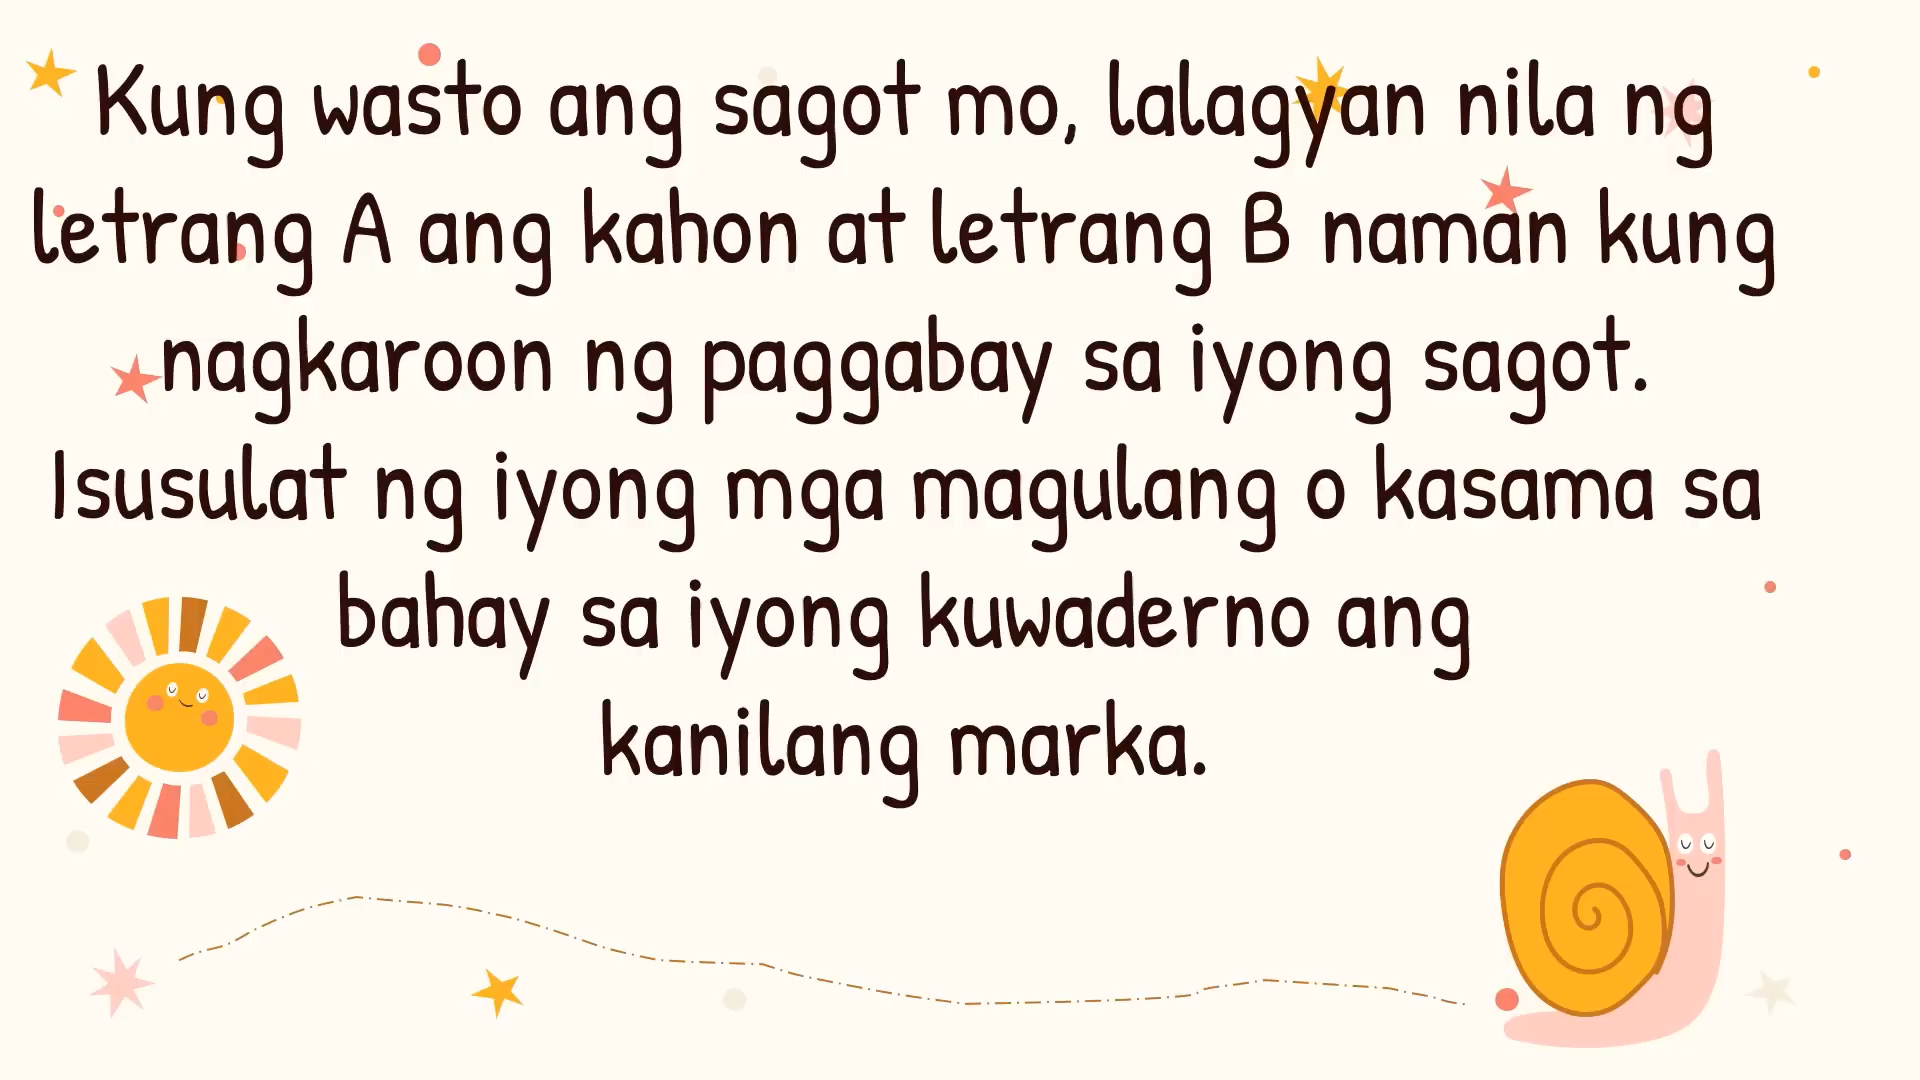 Kung wasto ang sagot mo, lalagyan nila ng
letrang A ang kahon at letrang B naman kung
nagkaroon ng paggabay sa iyong sagot.
Isusulat ng iyong mga magulang o kasama sa
bahay sa iyong kuwaderno ang
kanilang marka.